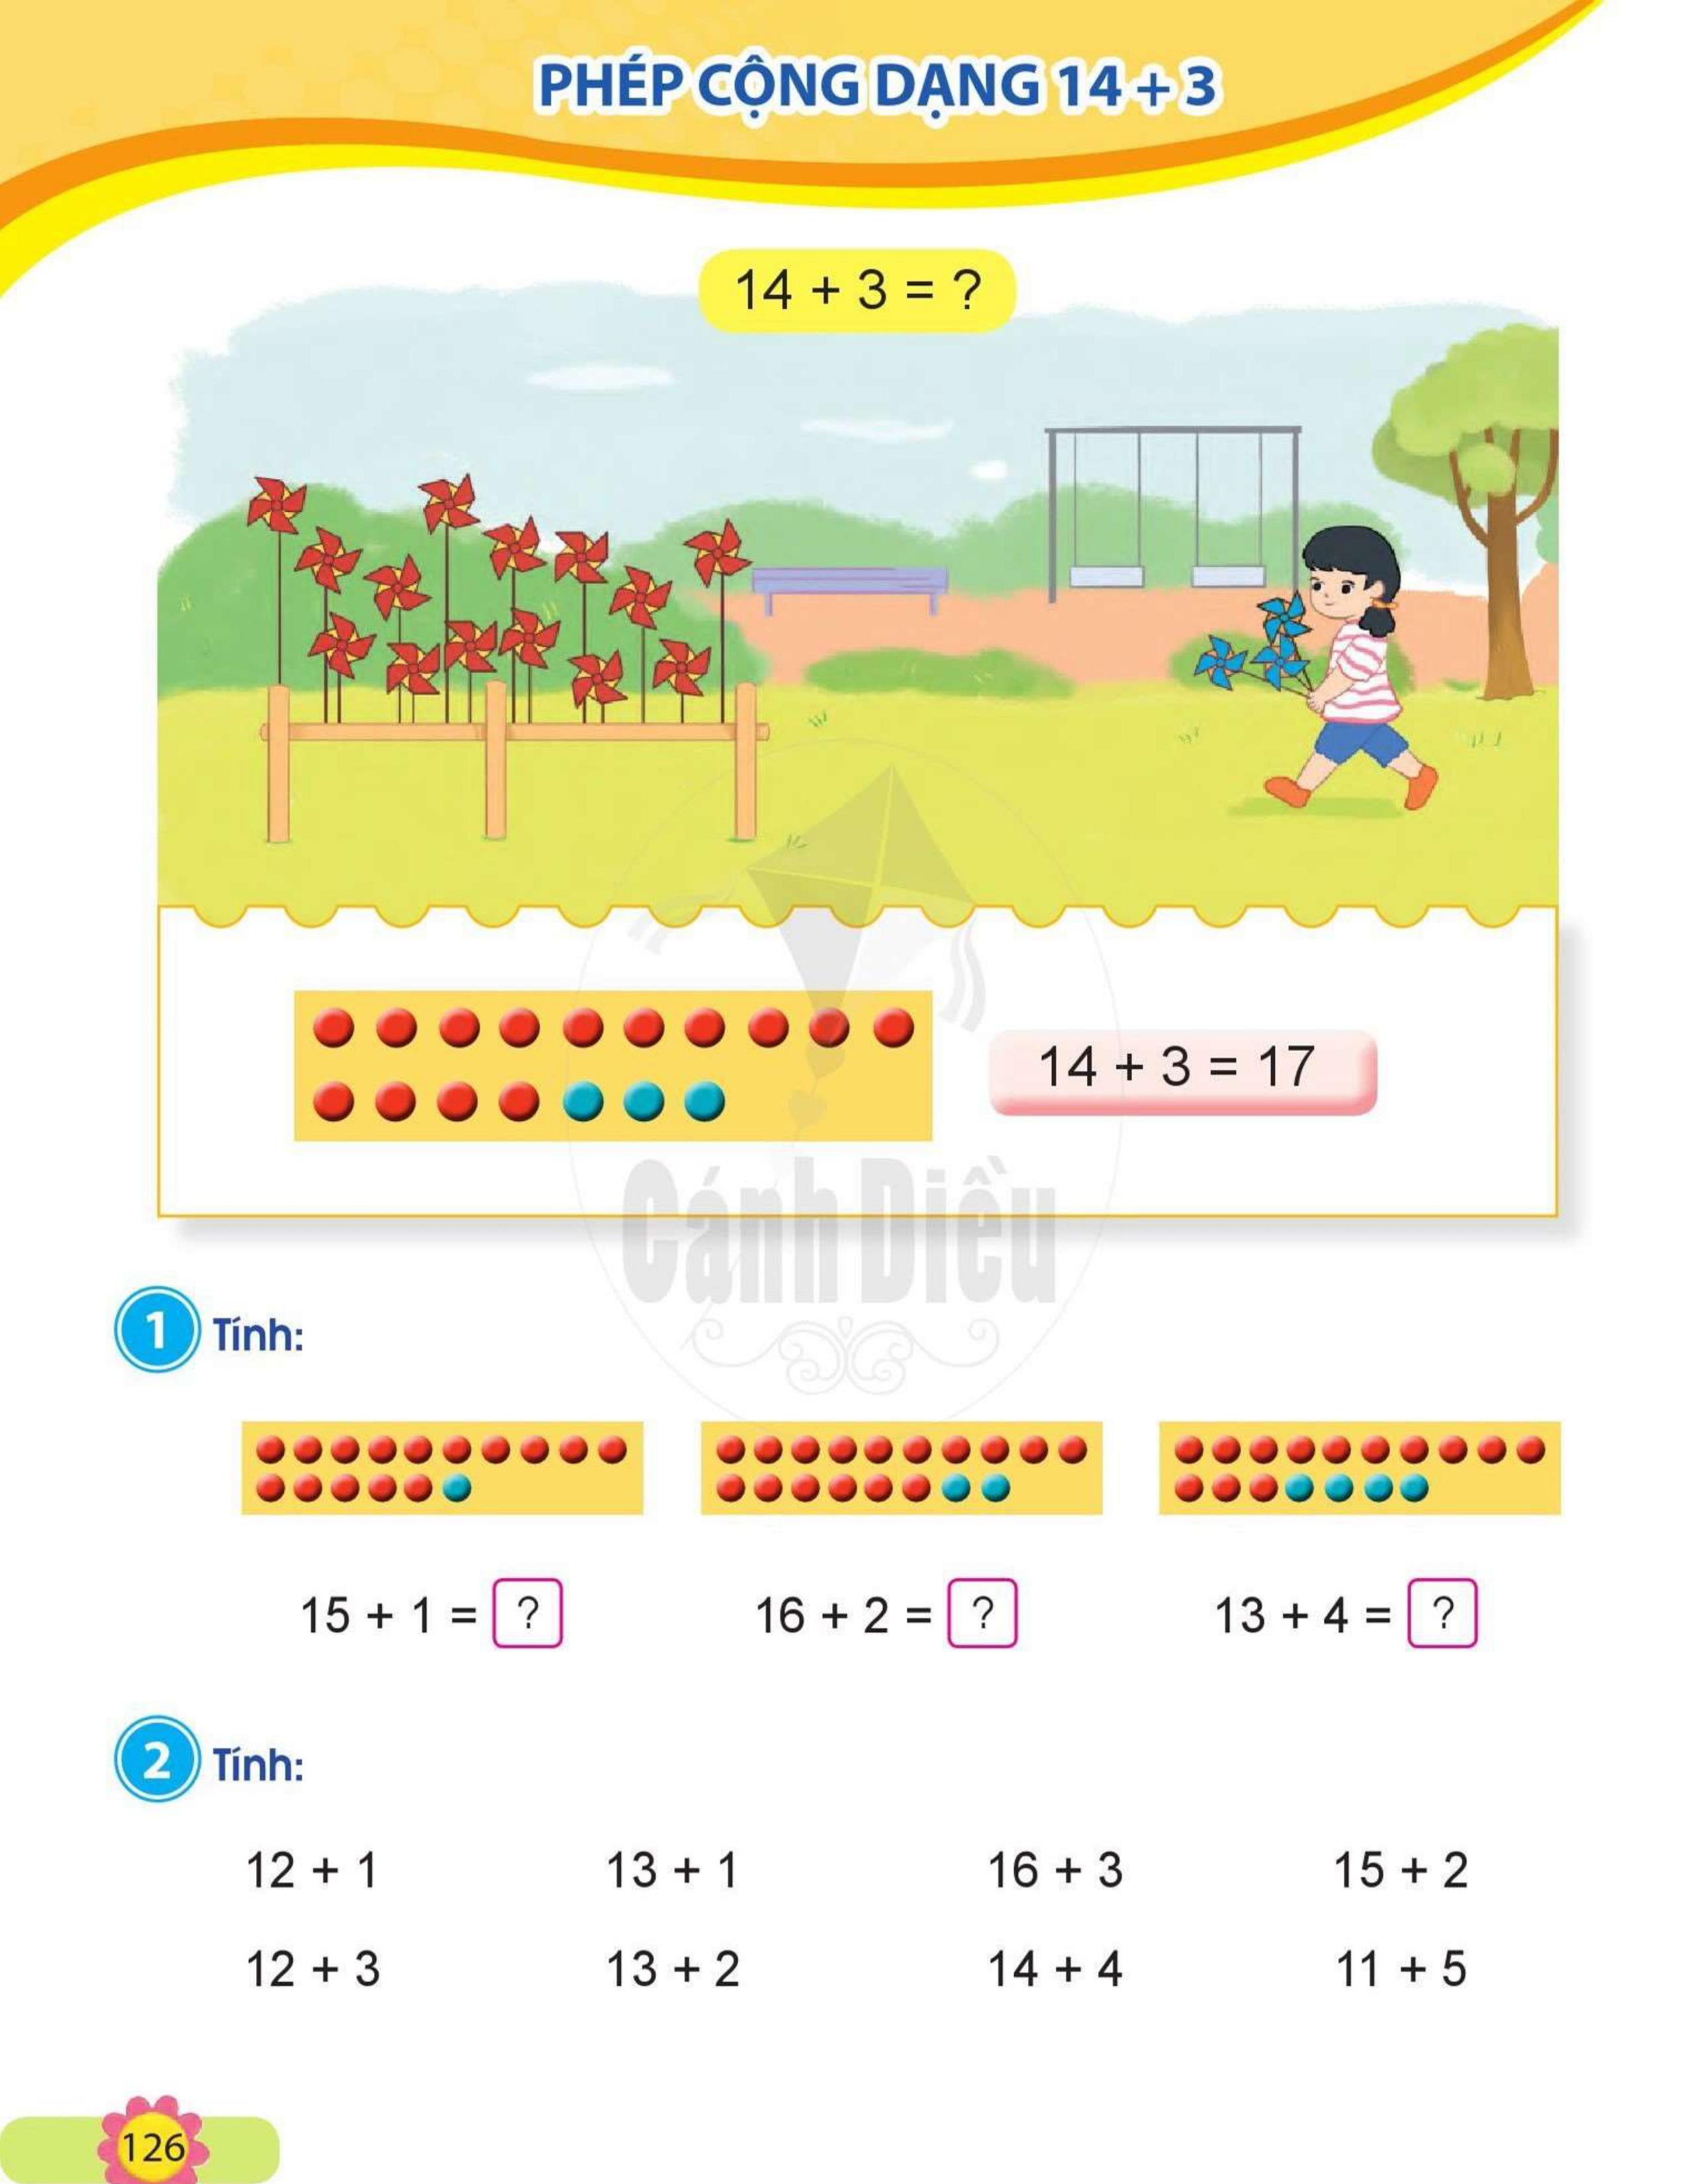 PHÉP CỘNG DẠNG 14 + 3
14 + 3 = ?
14 + 3 = 17
Cánh Diều
1 Tính:
15 + 1 = ? 16 + 2 = ? 13 + 4 = ?
2 Tính:
12 + 1 13 + 1 16 + 3 15 + 2
12 + 3 13 + 2 14 + 4 11 + 5
126